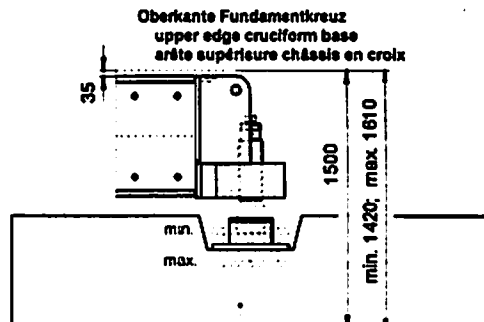 Oberkante Fundamentkreuz
upper edge cruciform base
arête supérieure châssis en croix
35
1500
min. 1420; max. 1610
min.
max.